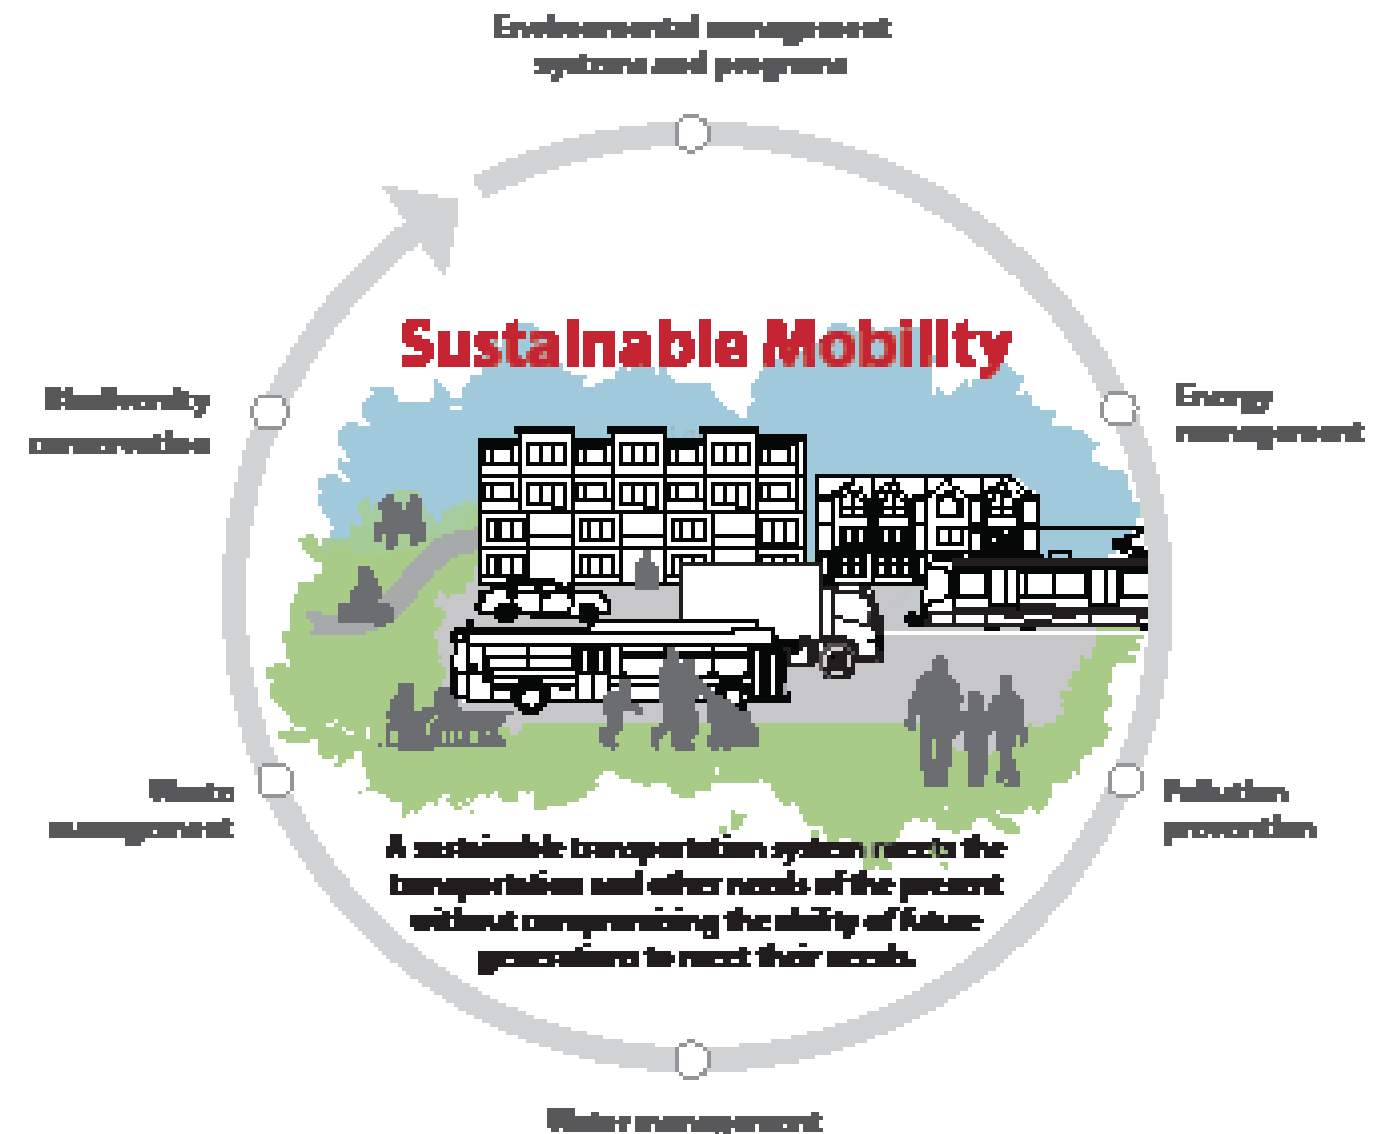 Environmental management
systems and programs
Sustainable Mobility
Biodiversity
conservation
Energy
management
Waste
management
Pollution
prevention
A sustainable transportation system meets the
transportation and other needs of the present
without compromising the ability of future
generations to meet their needs.
Water management